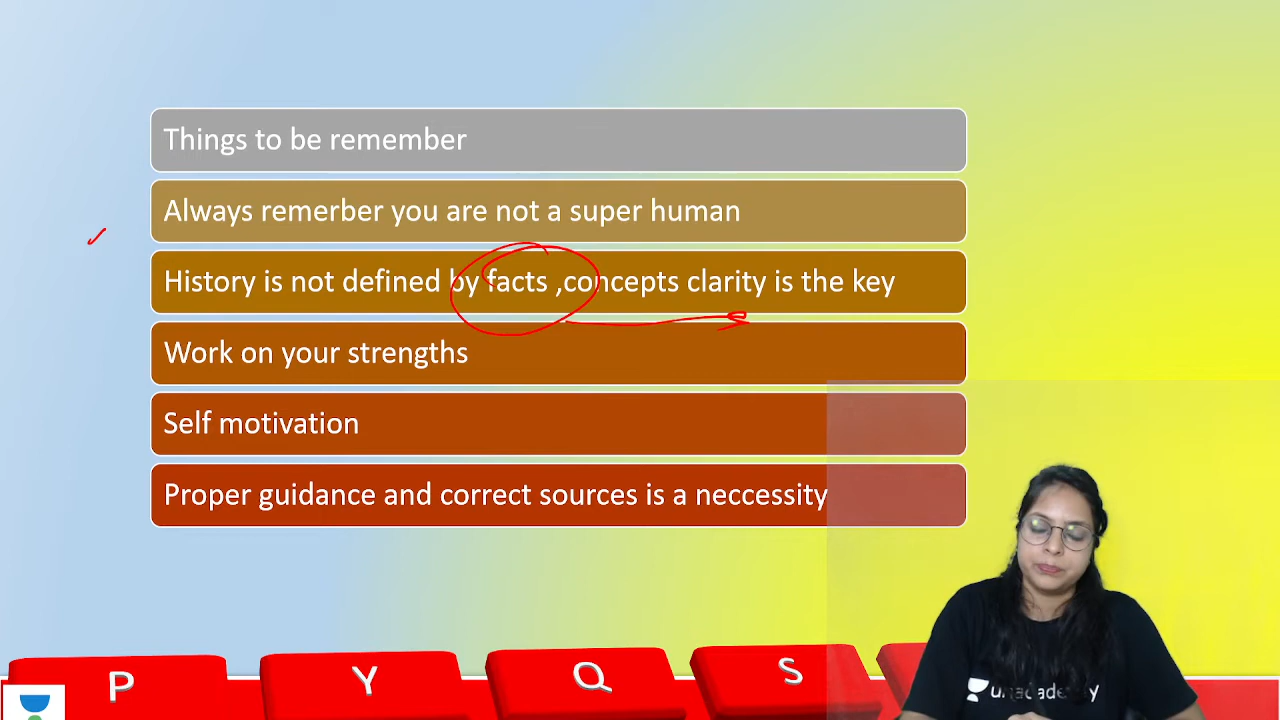 Things to be remember
Always remerber you are not a super human
History is not defined by facts ,concepts clarity is the key
Work on your strengths
Self motivation
Proper guidance and correct sources is a neccessity
P Y Q S
unacademy